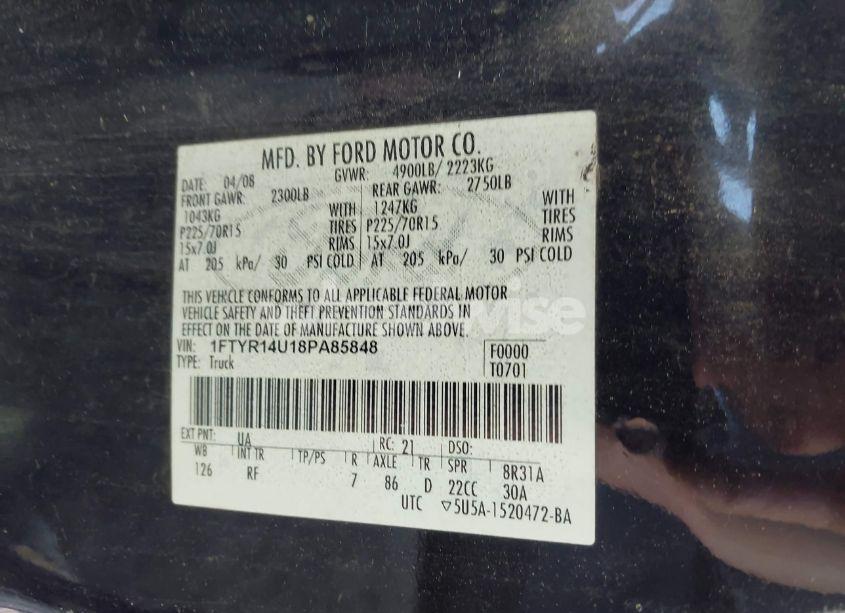 MFD. BY FORD MOTOR CO.
DATE: 04/08 GVWR: 4900LB/ 2223KG
FRONT GAWR: 2300LB REAR GAWR: 2750LB
1043KG WITH 1247KG WITH
P225/70R15 TIRES P225/70R15 TIRES
15x7.0J RIMS 15x7.0J RIMS
AT 205 kPa/ 30 PSI COLD AT 205 kPa/ 30 PSI COLD
THIS VEHICLE CONFORMS TO ALL APPLICABLE FEDERAL MOTOR
VEHICLE SAFETY AND THEFT PREVENTION STANDARDS IN
EFFECT ON THE DATE OF MANUFACTURE SHOWN ABOVE.
VIN: 1FTYR14U18PA85848 F0000
TYPE: Truck T0701
EXT PNT: UA RC: 21 DSO:
WB INT TR TP/PS R AXLE TR SPR 8R31A
126 RF 7 86 D 22CC 30A
UTC ▽5U5A-1520472-BA